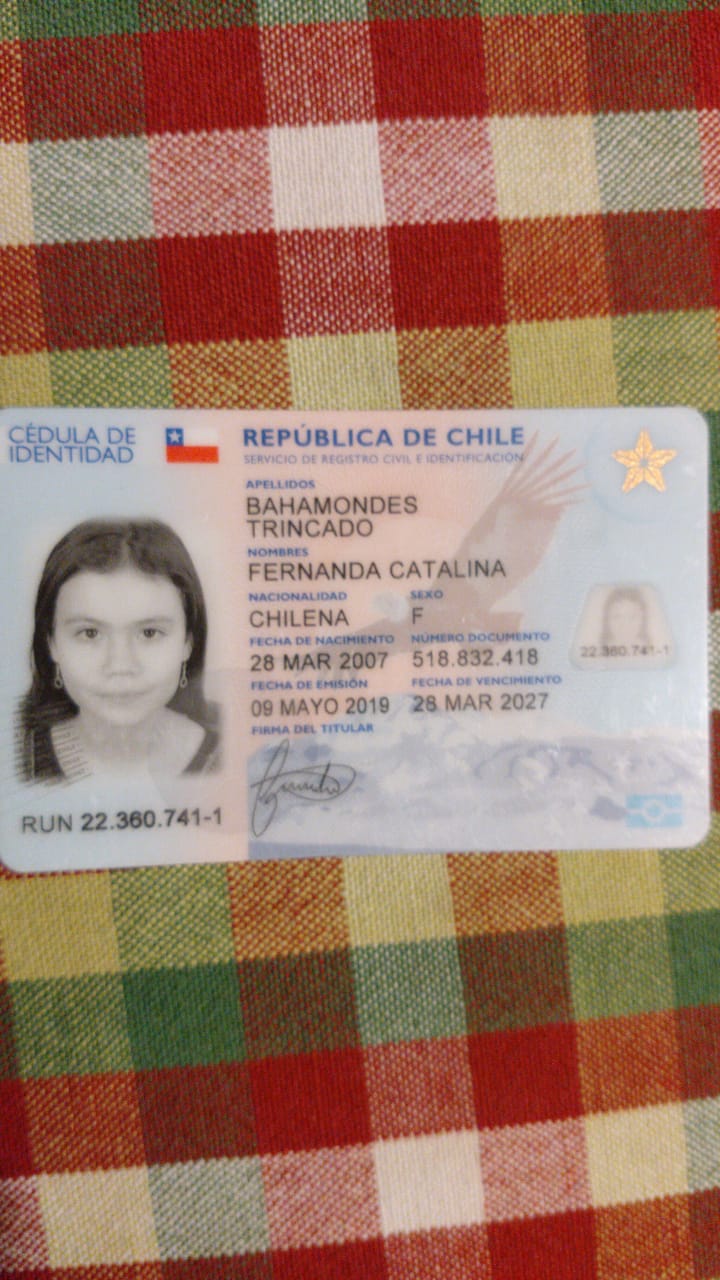 CÉDULA DE
IDENTIDAD
REPÚBLICA DE CHILE
SERVICIO DE REGISTRO CIVIL E IDENTIFICACIÓN
APELLIDOS
BAHAMONDES
TRINCADO
NOMBRES
FERNANDA CATALINA
NACIONALIDAD SEXO
CHILENA F
FECHA DE NACIMIENTO NÚMERO DOCUMENTO
28 MAR 2007 518.832.418
FECHA DE EMISIÓN FECHA DE VENCIMIENTO
09 MAYO 2019 28 MAR 2027
FIRMA DEL TITULAR
RUN 22.360.741-1
22.360.741-1